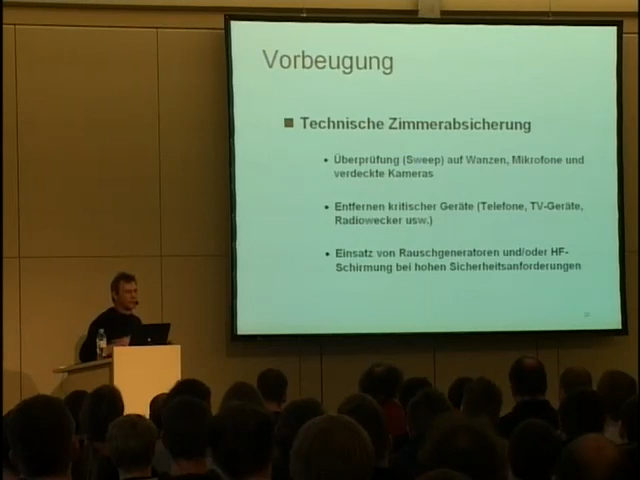 Vorbeugung
Technische Zimmerabsicherung
Überprüfung (Sweep) auf Wanzen, Mikrofone und
verdeckte Kameras
Entfernen kritischer Geräte (Telefone, TV-Geräte,
Radiowecker usw.)
Einsatz von Rauschgeneratoren und/oder HF-
Schirmung bei hohen Sicherheitsanforderungen